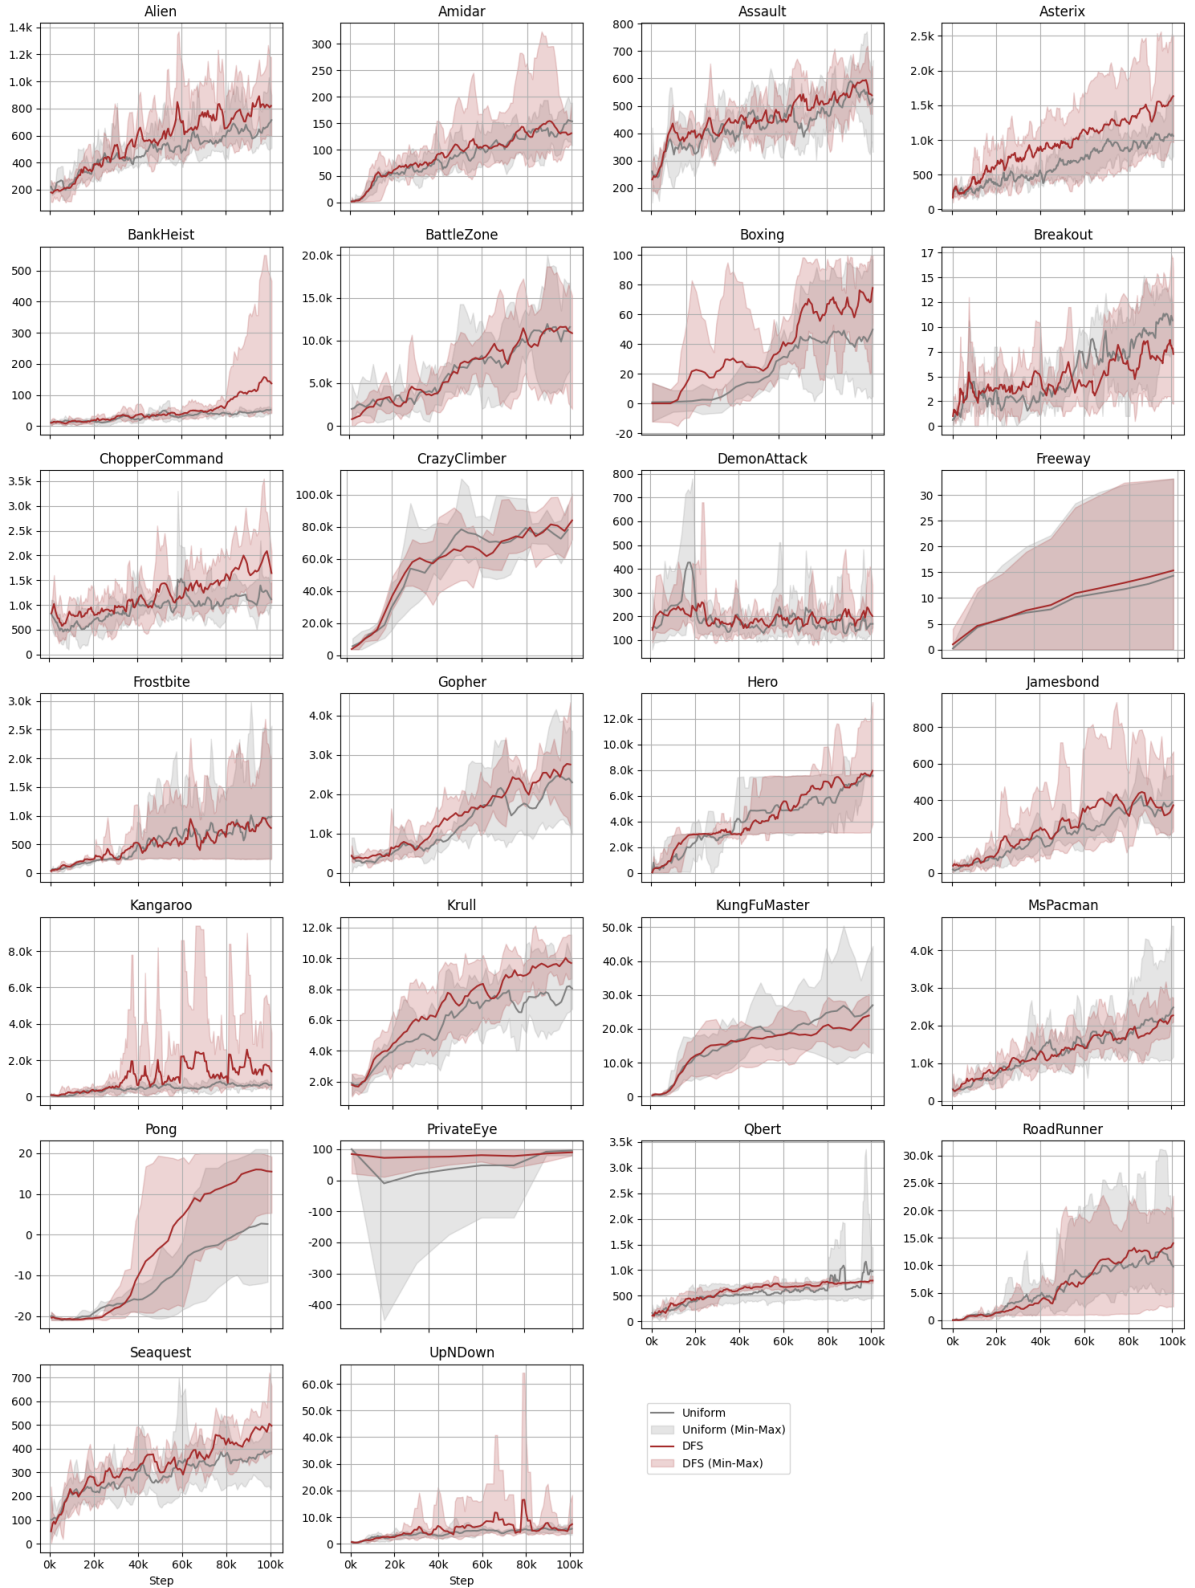 Alien
Amidar
Assault
Asterix
1.4k
1.2k
1.0k
800
600
400
200
300
250
200
150
100
50
0
800
700
600
500
400
300
200
2.5k
2.0k
1.5k
1.0k
500
0
BankHeist
BattleZone
Boxing
Breakout
500
400
300
200
100
0
20.0k
15.0k
10.0k
5.0k
0
100
80
60
40
20
0
-20
17
15
12
10
7
5
2
0
ChopperCommand
CrazyClimber
DemonAttack
Freeway
3.5k
3.0k
2.5k
2.0k
1.5k
1.0k
500
0
100.0k
80.0k
60.0k
40.0k
20.0k
0
800
700
600
500
400
300
200
100
30
25
20
15
10
5
0
Frostbite
Gopher
Hero
Jamesbond
3.0k
2.5k
2.0k
1.5k
1.0k
500
0
4.0k
3.0k
2.0k
1.0k
0
12.0k
10.0k
8.0k
6.0k
4.0k
2.0k
0
800
600
400
200
0
Kangaroo
Krull
KungFuMaster
MsPacman
8.0k
6.0k
4.0k
2.0k
0
12.0k
10.0k
8.0k
6.0k
4.0k
2.0k
50.0k
40.0k
30.0k
20.0k
10.0k
0
4.0k
3.0k
2.0k
1.0k
0
Pong
PrivateEye
Qbert
RoadRunner
20
10
0
-10
-20
100
0
-100
-200
-300
-400
3.5k
3.0k
2.5k
2.0k
1.5k
1.0k
500
0
0k 20k 40k 60k 80k 100k
30.0k
25.0k
20.0k
15.0k
10.0k
5.0k
0
0k 20k 40k 60k 80k 100k
Seaquest
UpNDown
700
600
500
400
300
200
100
0
0k 20k 40k 60k 80k 100k
Step
60.0k
50.0k
40.0k
30.0k
20.0k
10.0k
0
0k 20k 40k 60k 80k 100k
Step
Uniform
Uniform (Min-Max)
DFS
DFS (Min-Max)